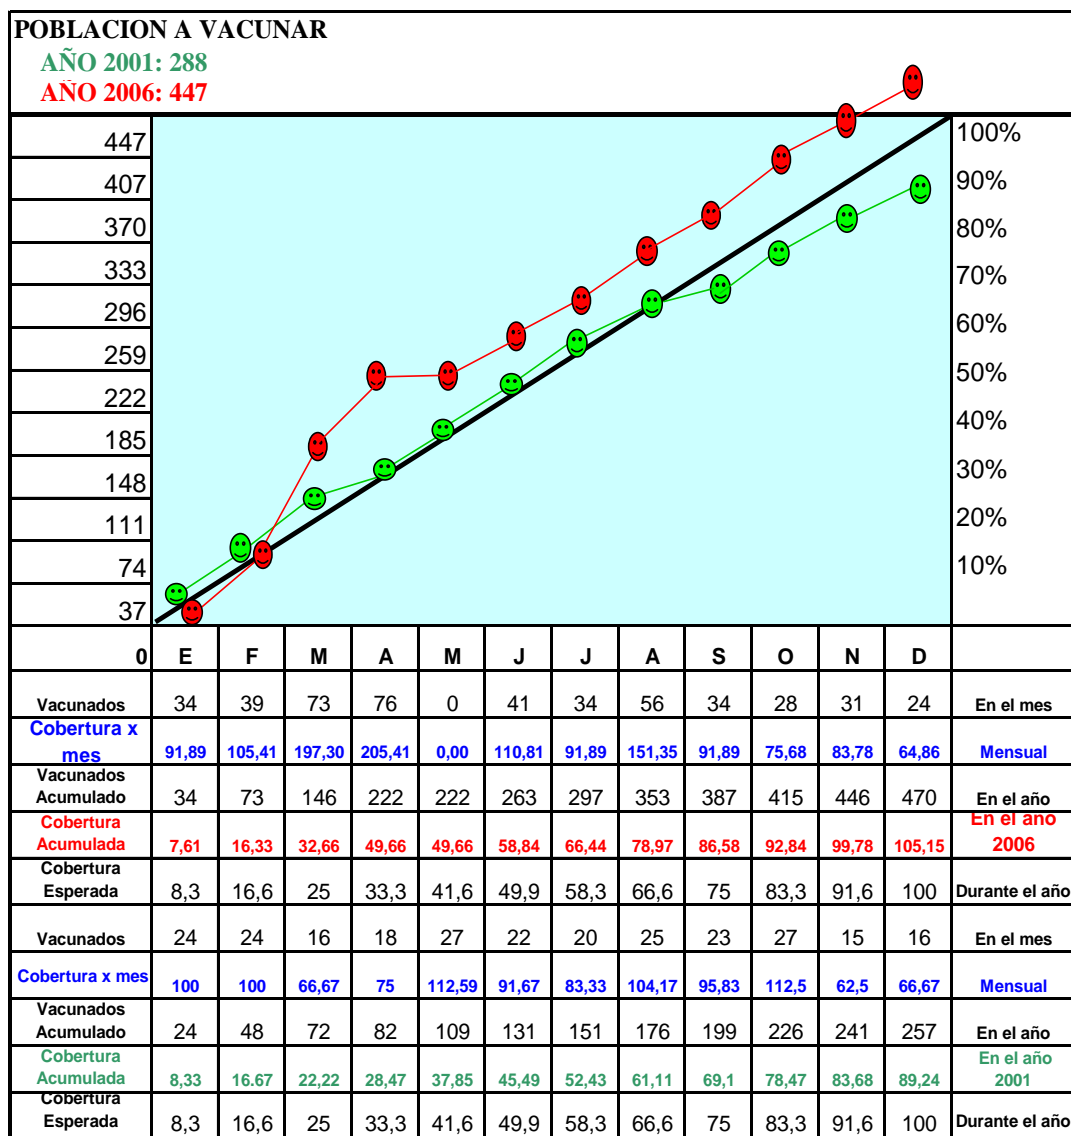 POBLACION A VACUNAR
AÑO 2001: 288
AÑO 2006: 447
447 100%
407 90%
370 80%
333 70%
296 60%
259 50%
222 40%
185 30%
148 20%
111 10%
74
37
0 E F M A M J J A S O N D
Vacunados 34 39 73 76 0 41 34 56 34 28 31 24 En el mes
Cobertura x
mes 91,89 105,41 197,30 205,41 0,00 110,81 91,89 151,35 91,89 75,68 83,78 64,86 Mensual
Vacunados
Acumulado 34 73 146 222 222 263 297 353 387 415 446 470 En el año
Cobertura En el año
Acumulada 7,61 16,33 32,66 49,66 49,66 58,84 66,44 78,97 86,58 92,84 99,78 105,15 2006
Cobertura
Esperada 8,3 16,6 25 33,3 41,6 49,9 58,3 66,6 75 83,3 91,6 100 Durante el año
Vacunados 24 24 16 18 27 22 20 25 23 27 15 16 En el mes
Cobertura x mes 100 100 66,67 75 112,59 91,67 83,33 104,17 95,83 112,5 62,5 66,67 Mensual
Vacunados
Acumulado 24 48 72 82 109 131 151 176 199 226 241 257 En el año
Cobertura En el año
Acumulada 8,33 16.67 22,22 28,47 37,85 45,49 52,43 61,11 69,1 78,47 83,68 89,24 2001
Cobertura
Esperada 8,3 16,6 25 33,3 41,6 49,9 58,3 66,6 75 83,3 91,6 100 Durante el año